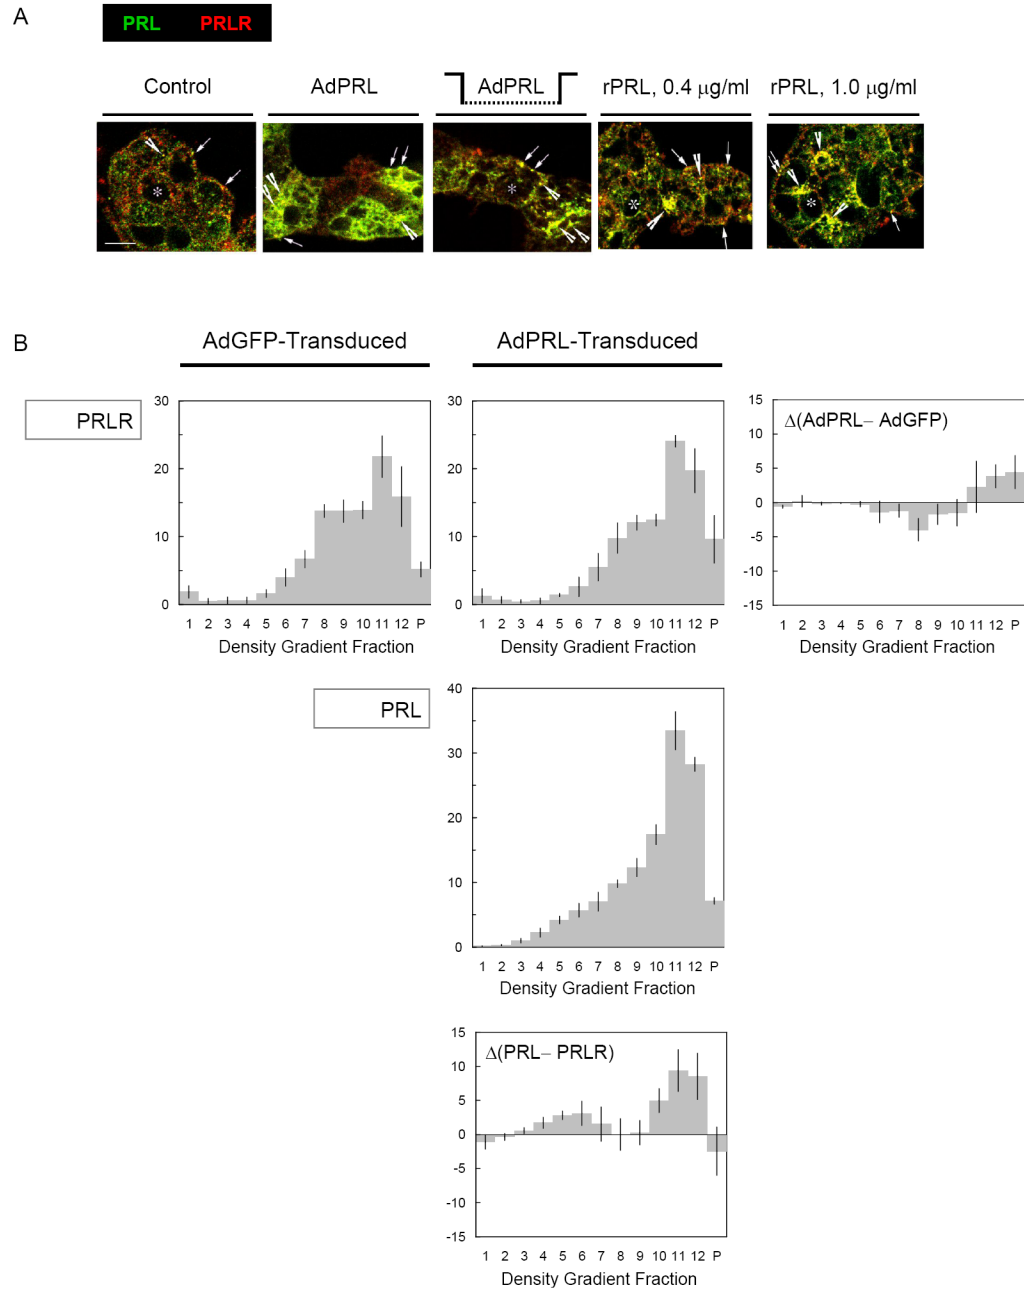 A
PRL PRLR
Control AdPRL AdPRL rPRL, 0.4 μg/ml rPRL, 1.0 μg/ml
* * * *
B
AdGFP-Transduced AdPRL-Transduced
PRLR
30
20
10
0
1 2 3 4 5 6 7 8 9 10 11 12 P
Density Gradient Fraction
30
20
10
0
1 2 3 4 5 6 7 8 9 10 11 12 P
Density Gradient Fraction
Δ(AdPRL– AdGFP)
15
10
5
0
-5
-10
-15
1 2 3 4 5 6 7 8 9 10 11 12 P
Density Gradient Fraction
PRL
40
30
20
10
0
1 2 3 4 5 6 7 8 9 10 11 12 P
Density Gradient Fraction
Δ(PRL– PRLR)
15
10
5
0
-5
-10
-15
1 2 3 4 5 6 7 8 9 10 11 12 P
Density Gradient Fraction